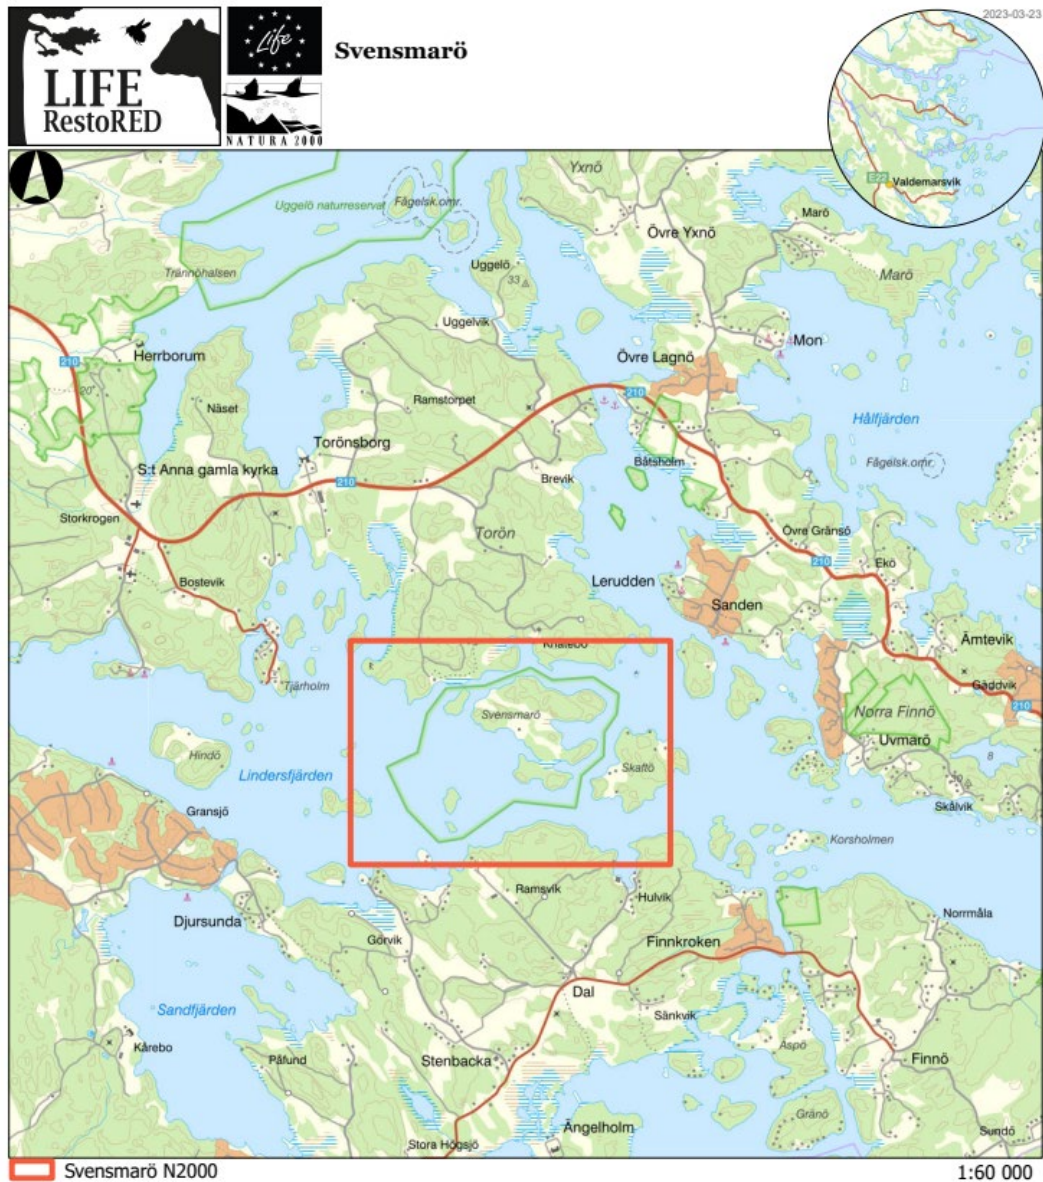 2023-03-23
LIFE
RestoRED
Life
NATURA 2000
Svensmarö
E22
Valdemarsvik
Yxnö
Uggelö naturreservat
Fågelsk.omr.
Marö
Övre Yxnö
Trännöhalsen
Uggelö
33
Marö
Uggelvik
Mon
Herrborum
210
Övre Lagnö
20
210
Näset
Ramstorpet
Hålfjärden
Torönsborg
S:t Anna gamla kyrka
Båtsholm
Fågelsk.omr.
210
Brevik
Storkrogen
Torön
Övre Gränsö
210
Ekö
Bostevik
Lerudden
Sanden
Ämtevik
Knatebo
Tjärholm
Gäddvik
210
Svensmarö
Norra Finnö
Uvmarö
Hindö
Skaftö
8
Lindersfjärden
Skålvik
Gransjö
Korsholmen
Ramsvik
Hulvik
Norrmåla
Djursunda
Görvik
Finnkroken
Dal
Sandfjärden
Sänkvik
Kårebo
Påfund
Stenbacka
Äspö
Finnö
Gränö
Ängelholm
Stora Högsjö
Sundö
Svensmarö N2000
1:60 000